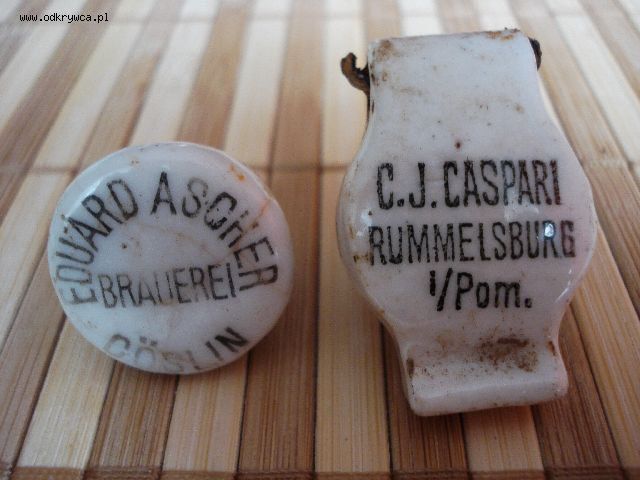 www.odkrywca.pl
EDUARD ASCHER
BRAUEREI
CÖSLIN
C.J.CASPARI
RUMMELSBURG
i/Pom.